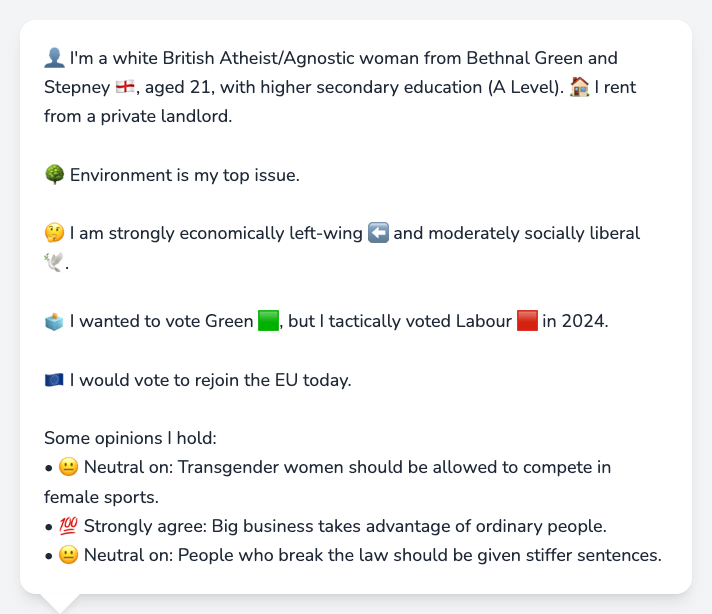 👤 I'm a white British Atheist/Agnostic woman from Bethnal Green and
Stepney 🏴󠁧󠁢󠁥󠁮󠁧󠁿, aged 21, with higher secondary education (A Level). 🏠 I rent
from a private landlord.
🌳 Environment is my top issue.
🤔 I am strongly economically left-wing ⬅️ and moderately socially liberal
🕊️.
🗳️ I wanted to vote Green 🟩, but I tactically voted Labour 🟥 in 2024.
🇪🇺 I would vote to rejoin the EU today.
Some opinions I hold:
• 😐 Neutral on: Transgender women should be allowed to compete in
female sports.
• 💯 Strongly agree: Big business takes advantage of ordinary people.
• 😐 Neutral on: People who break the law should be given stiffer sentences.